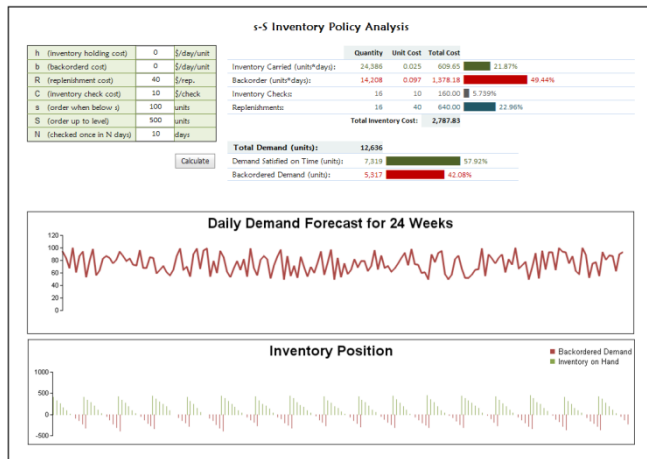 s-S Inventory Policy Analysis
Quantity Unit Cost Total Cost
h (inventory holding cost) 0 $/day/unit
b (backorderd cost) 0 $/day/unit
R (replenishment cost) 40 $/rep.
C (inventory check cost) 10 $/check
s (order when below s) 100 units
S (order up to level) 500 units
N (checked once in N days) 10 days
Calculate
Inventory Carried (units*days): 24,386 0.025 609.65 21.87%
Backorder (units*days): 14,208 0.097 1,378.18 49.44%
Inventory Checks: 16 10 160.00 5.739%
Replenishments: 16 40 640.00 22.96%
Total Inventory Cost: 2,787.83
Total Demand (units): 12,636
Demand Satisfied on Time (units): 7,319 57.92%
Backordered Demand (units): 5,317 42.08%
Daily Demand Forecast for 24 Weeks
120
100
80
60
40
20
0
Inventory Position
Backordered Demand
Inventory on Hand
1000
500
0
-500